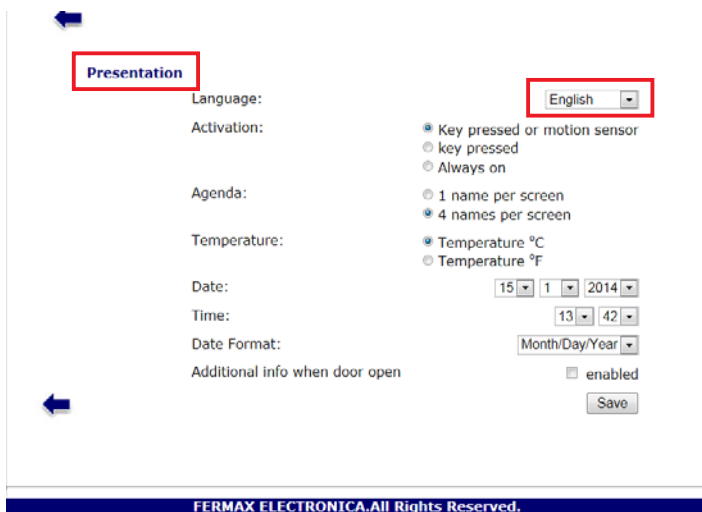 Presentation
Language: English
Activation: Key pressed or motion sensor
key pressed
Always on
Agenda: 1 name per screen
4 names per screen
Temperature: Temperature °C
Temperature °F
Date: 15 1 2014
Time: 13 42
Date Format: Month/Day/Year
Additional info when door open enabled
Save
FERMAX ELECTRONICA.All Rights Reserved.